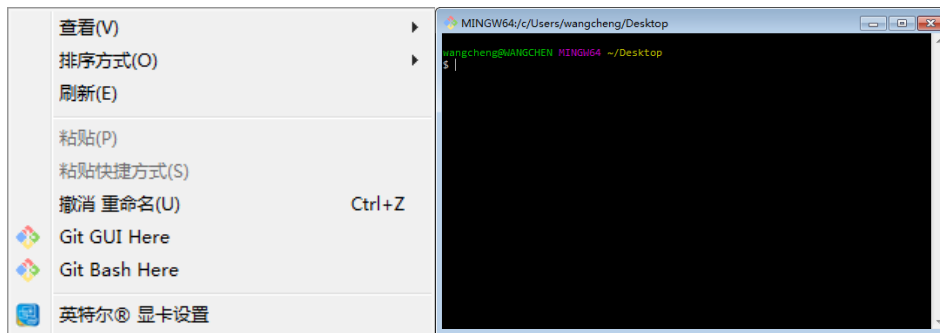 查看(V)
排序方式(O)
刷新(E)
粘贴(P)
粘贴快捷方式(S)
撤消 重命名(U) Ctrl+Z
Git GUI Here
Git Bash Here
英特尔® 显卡设置
MINGW64:/c/Users/wangcheng/Desktop
wangcheng@WANGCHEN MINGW64 ~/Desktop
$